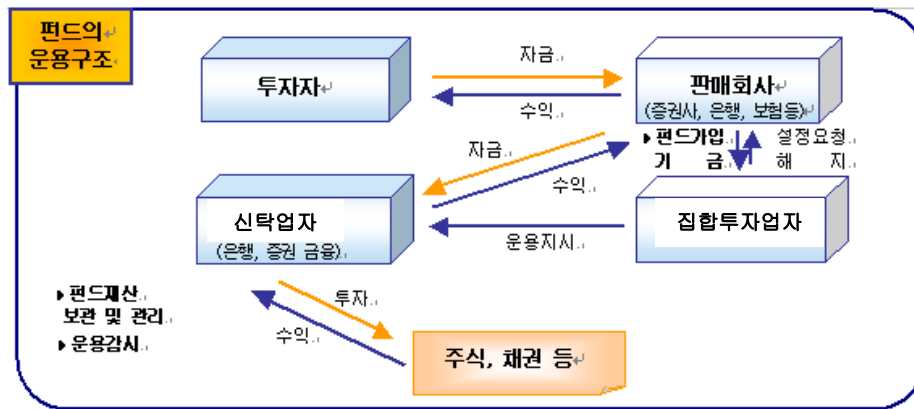 펀드의
운용구조
투자자
자금
수익
판매회사
(증권사, 은행, 보험등)
펀드가입
기 금
설정요청
해 지
자금
수익
신탁업자
(은행, 증권 금융)
운용지시
집합투자업자
펀드재산
보관 및 관리
운용감시
투자
수익
주식, 채권 등